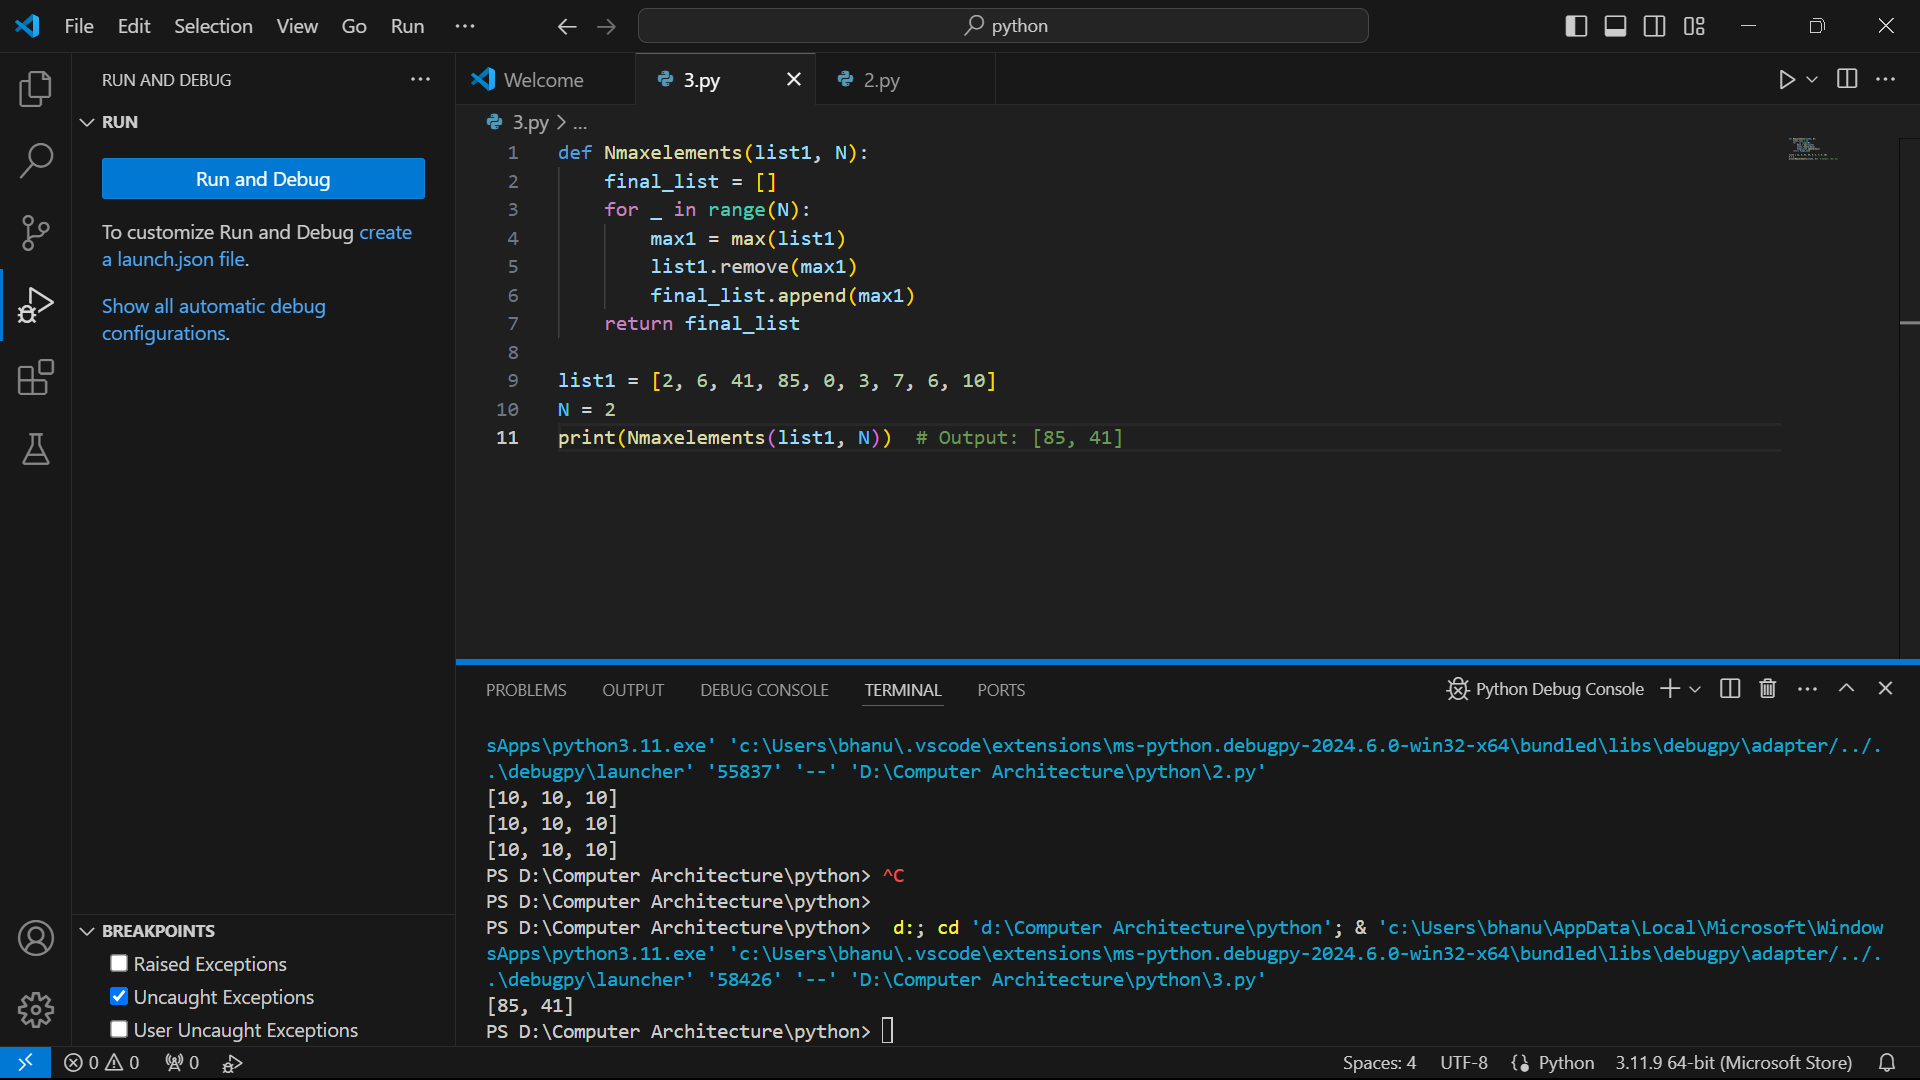 File Edit Selection View Go Run ...
python
RUN AND DEBUG ...
RUN
Run and Debug
To customize Run and Debug create
a launch.json file.
Show all automatic debug
configurations.
BREAKPOINTS
Raised Exceptions
Uncaught Exceptions
User Uncaught Exceptions
Welcome 3.py 2.py
3.py > ...
1 def Nmaxelements(list1, N):
2 final_list = []
3 for _ in range(N):
4 max1 = max(list1)
5 list1.remove(max1)
6 final_list.append(max1)
7 return final_list
8
9 list1 = [2, 6, 41, 85, 0, 3, 7, 6, 10]
10 N = 2
11 print(Nmaxelements(list1, N))  # Output: [85, 41]
PROBLEMS OUTPUT DEBUG CONSOLE TERMINAL PORTS
Python Debug Console
sApps\python3.11.exe' 'c:\Users\bhanu\.vscode\extensions\ms-python.debugpy-2024.6.0-win32-x64\bundled\libs\debugpy\adapter/../.
.\debugpy\launcher' '55837' '--' 'D:\Computer Architecture\python\2.py'
[10, 10, 10]
[10, 10, 10]
[10, 10, 10]
PS D:\Computer Architecture\python> ^C
PS D:\Computer Architecture\python>
PS D:\Computer Architecture\python>  d:; cd 'd:\Computer Architecture\python'; & 'c:\Users\bhanu\AppData\Local\Microsoft\Window
sApps\python3.11.exe' 'c:\Users\bhanu\.vscode\extensions\ms-python.debugpy-2024.6.0-win32-x64\bundled\libs\debugpy\adapter/../.
.\debugpy\launcher' '58426' '--' 'D:\Computer Architecture\python\3.py'
[85, 41]
PS D:\Computer Architecture\python>
0 0 0
Spaces: 4 UTF-8 {} Python 3.11.9 64-bit (Microsoft Store)